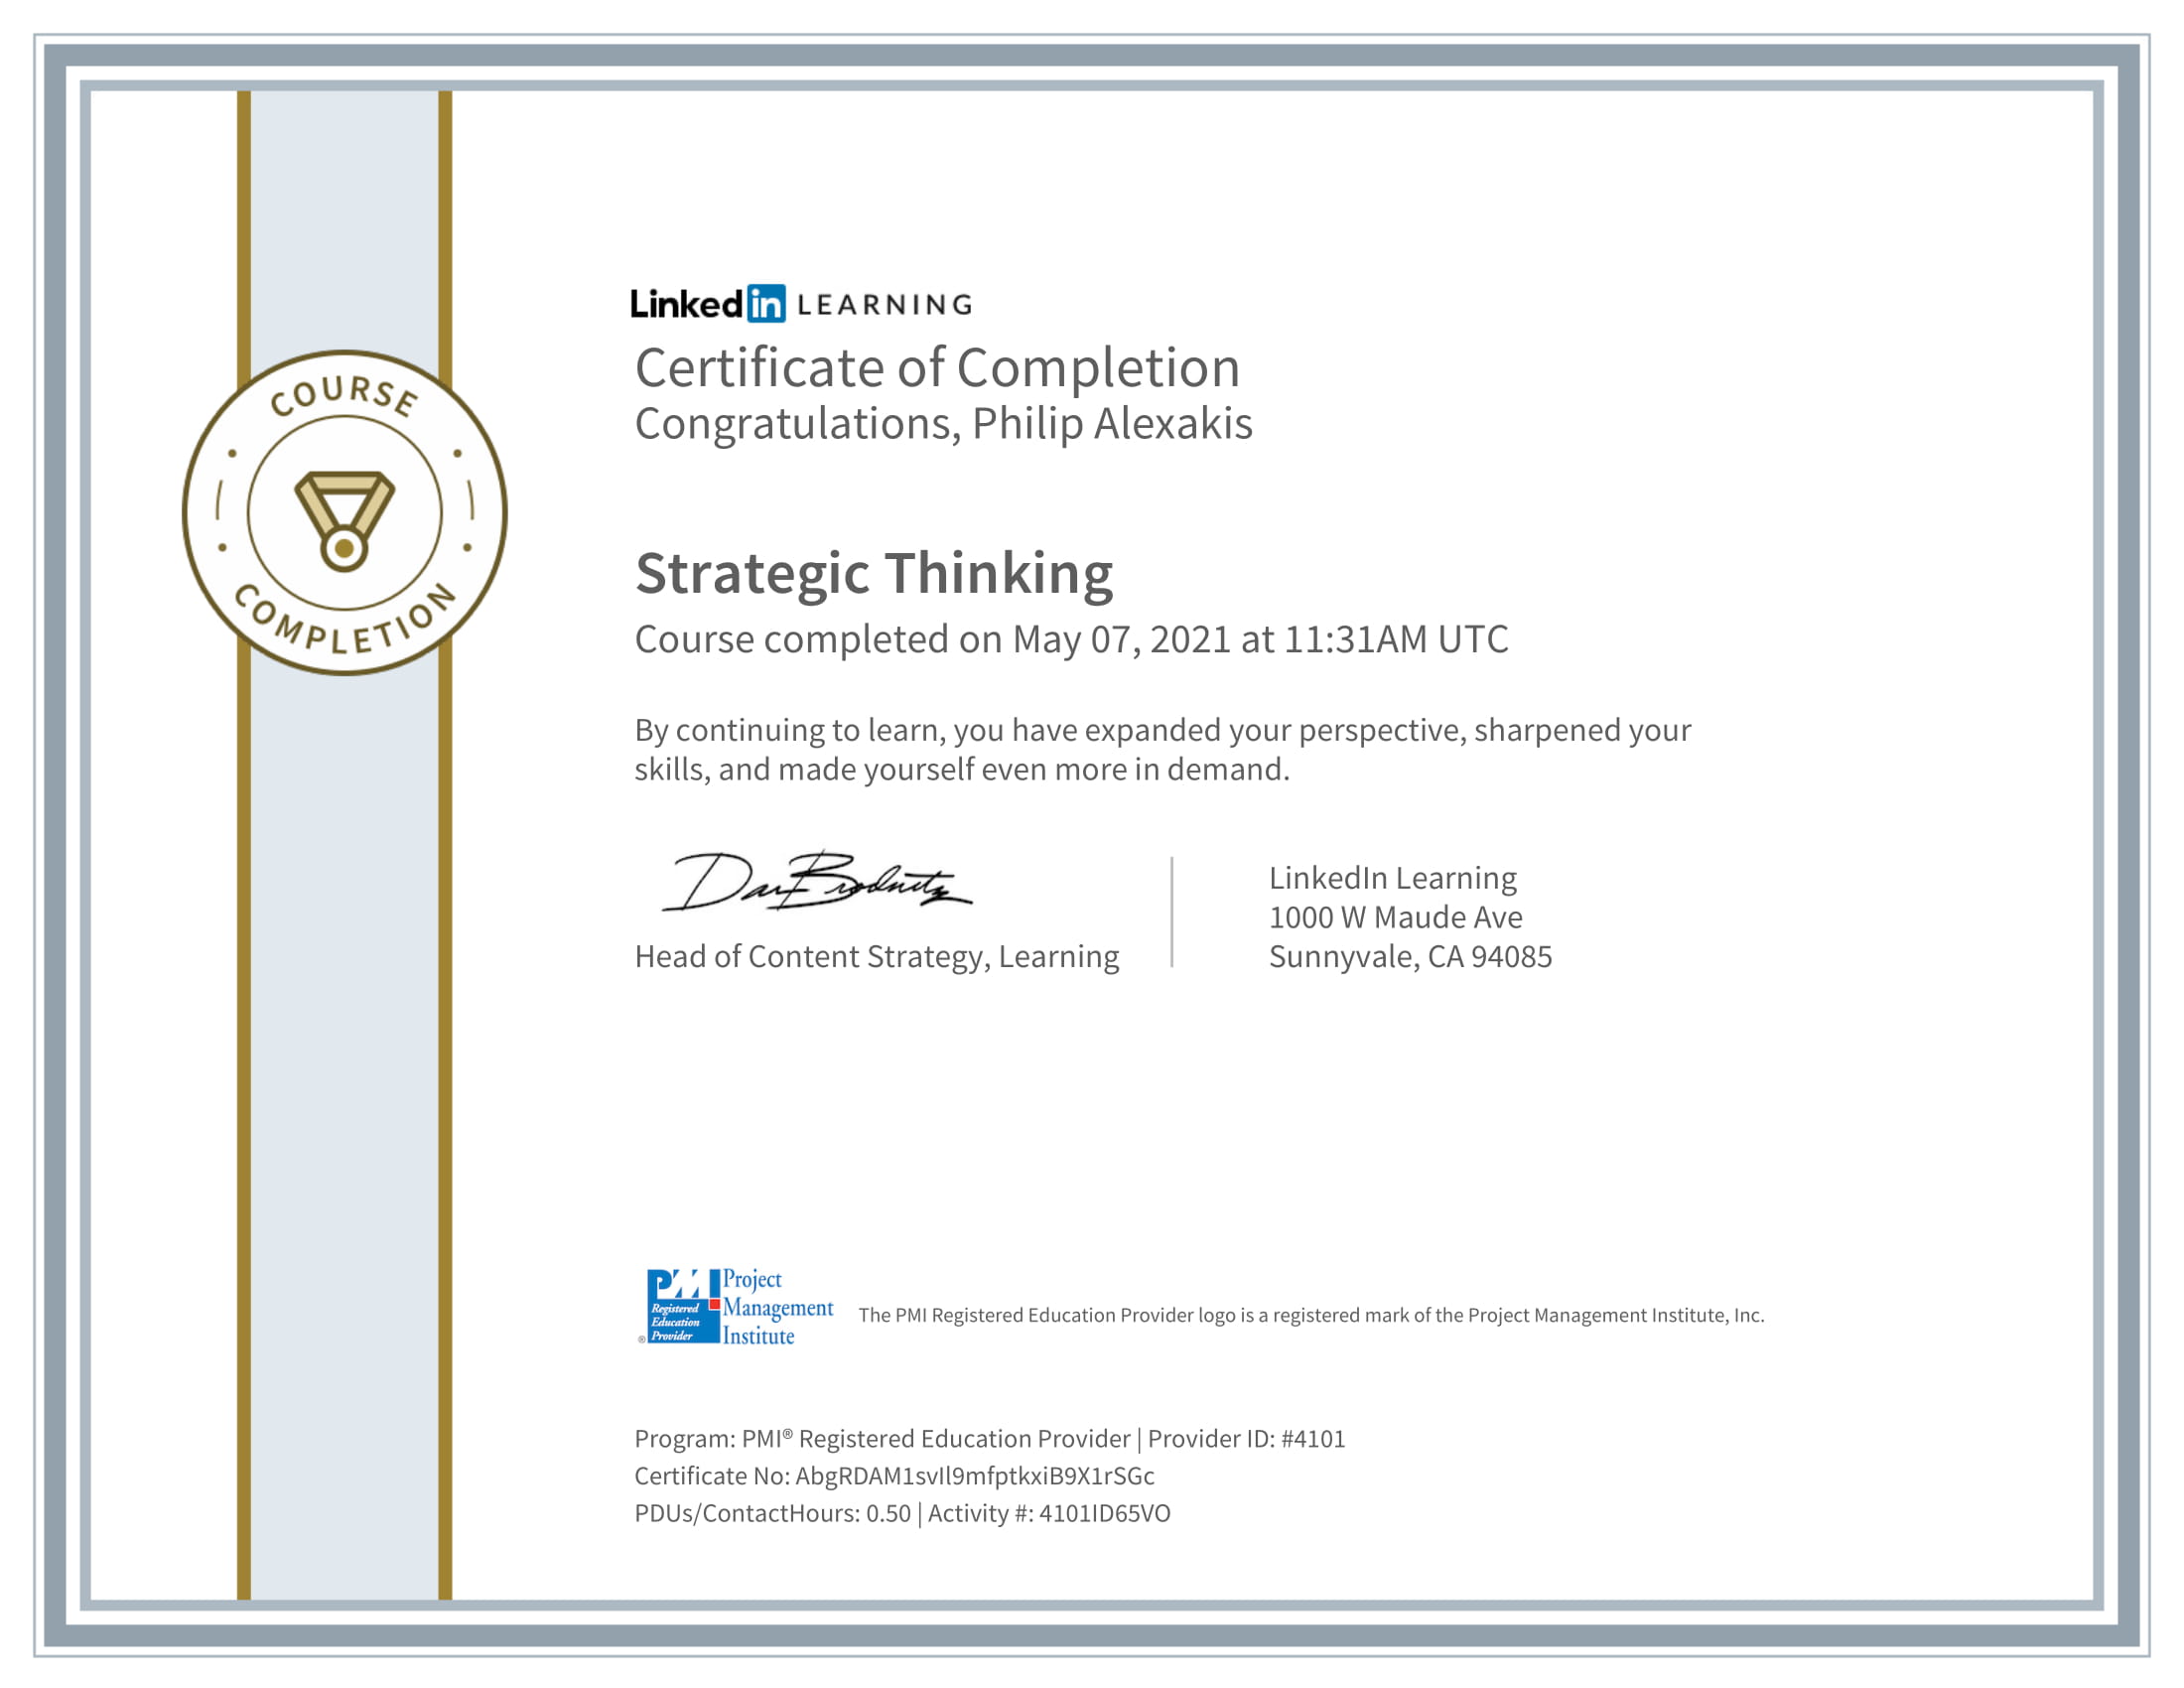 COURSE
COMPLETION
Linked in LEARNING
Certificate of Completion
Congratulations, Philip Alexakis
Strategic Thinking
Course completed on May 07, 2021 at 11:31AM UTC
By continuing to learn, you have expanded your perspective, sharpened your
skills, and made yourself even more in demand.
Dan Brodnitz
Head of Content Strategy, Learning
LinkedIn Learning
1000 W Maude Ave
Sunnyvale, CA 94085
PMI
Registered
Education
Provider
®
Project
Management
Institute
The PMI Registered Education Provider logo is a registered mark of the Project Management Institute, Inc.
Program: PMI® Registered Education Provider | Provider ID: #4101
Certificate No: AbgRDAM1svIl9mfptkxiB9X1rSGc
PDUs/ContactHours: 0.50 | Activity #: 4101ID65VO